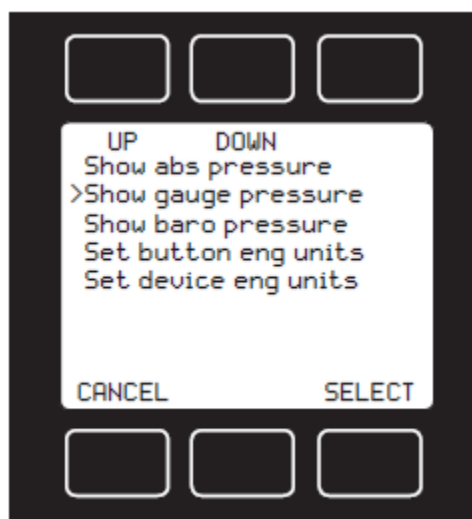 UP DOWN
Show abs pressure
>Show gauge pressure
Show baro pressure
Set button eng units
Set device eng units
CANCEL SELECT